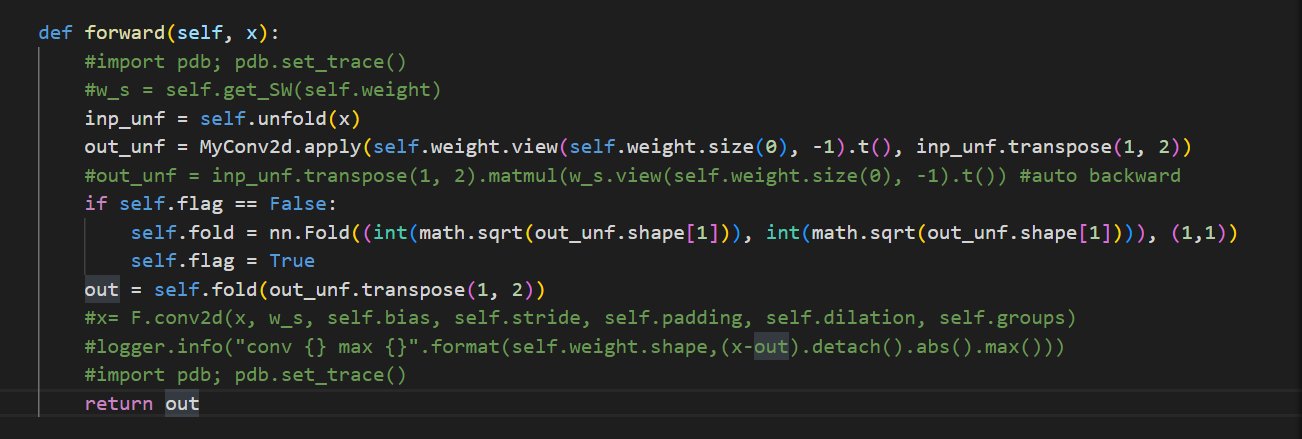 def forward(self, x):
    #import pdb; pdb.set_trace()
    #w_s = self.get_SW(self.weight)
    inp_unf = self.unfold(x)
    out_unf = MyConv2d.apply(self.weight.view(self.weight.size(0), -1).t(), inp_unf.transpose(1, 2))
    #out_unf = inp_unf.transpose(1, 2).matmul(w_s.view(self.weight.size(0), -1).t()) #auto backward
    if self.flag == False:
        self.fold = nn.Fold((int(math.sqrt(out_unf.shape[1])), int(math.sqrt(out_unf.shape[1]))), (1,1))
        self.flag = True
    out = self.fold(out_unf.transpose(1, 2))
    #x= F.conv2d(x, w_s, self.bias, self.stride, self.padding, self.dilation, self.groups)
    #logger.info("conv {} max {}".format(self.weight.shape,(x-out).detach().abs().max()))
    #import pdb; pdb.set_trace()
    return out